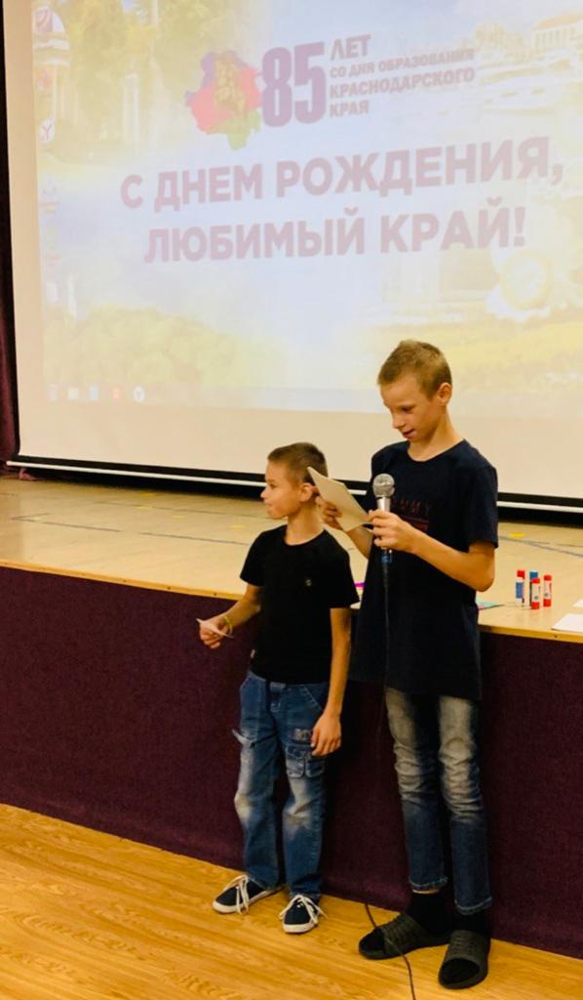 85 ЛЕТ
СО ДНЯ ОБРАЗОВАНИЯ
КРАСНОДАРСКОГО
КРАЯ
С ДНЕМ РОЖДЕНИЯ,
ЛЮБИМЫЙ КРАЙ!